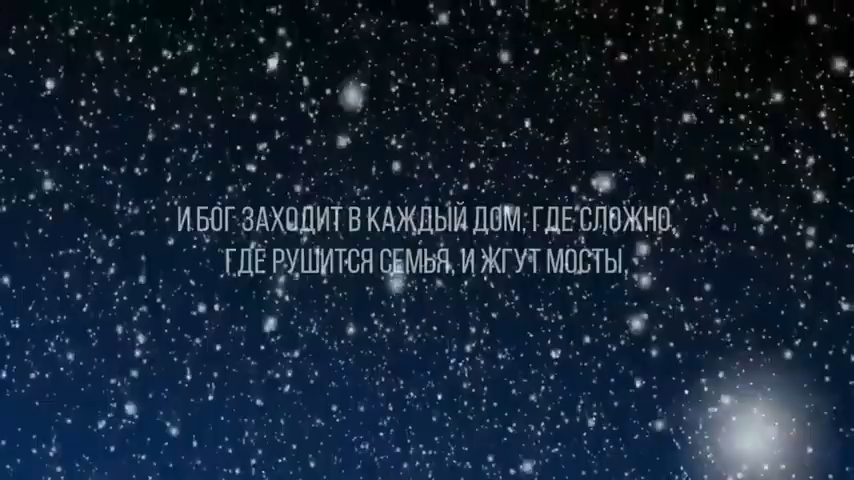 И БОГ ЗАХОДИТ В КАЖДЫЙ ДОМ, ГДЕ СЛОЖНО,
ГДЕ РУШИТСЯ СЕМЬЯ, И ЖГУТ МОСТЫ,